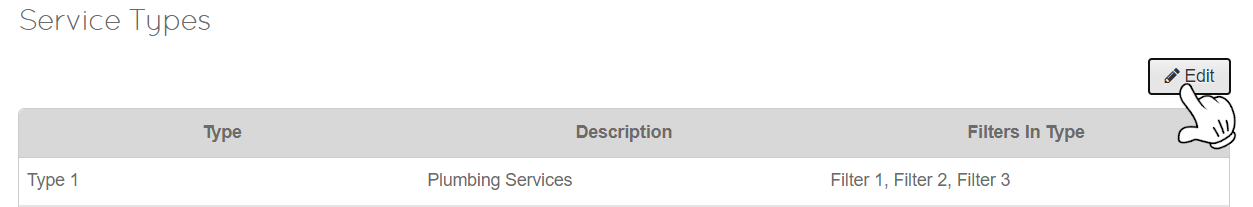 Service Types
Edit
Type Description Filters In Type
Type 1 Plumbing Services Filter 1, Filter 2, Filter 3